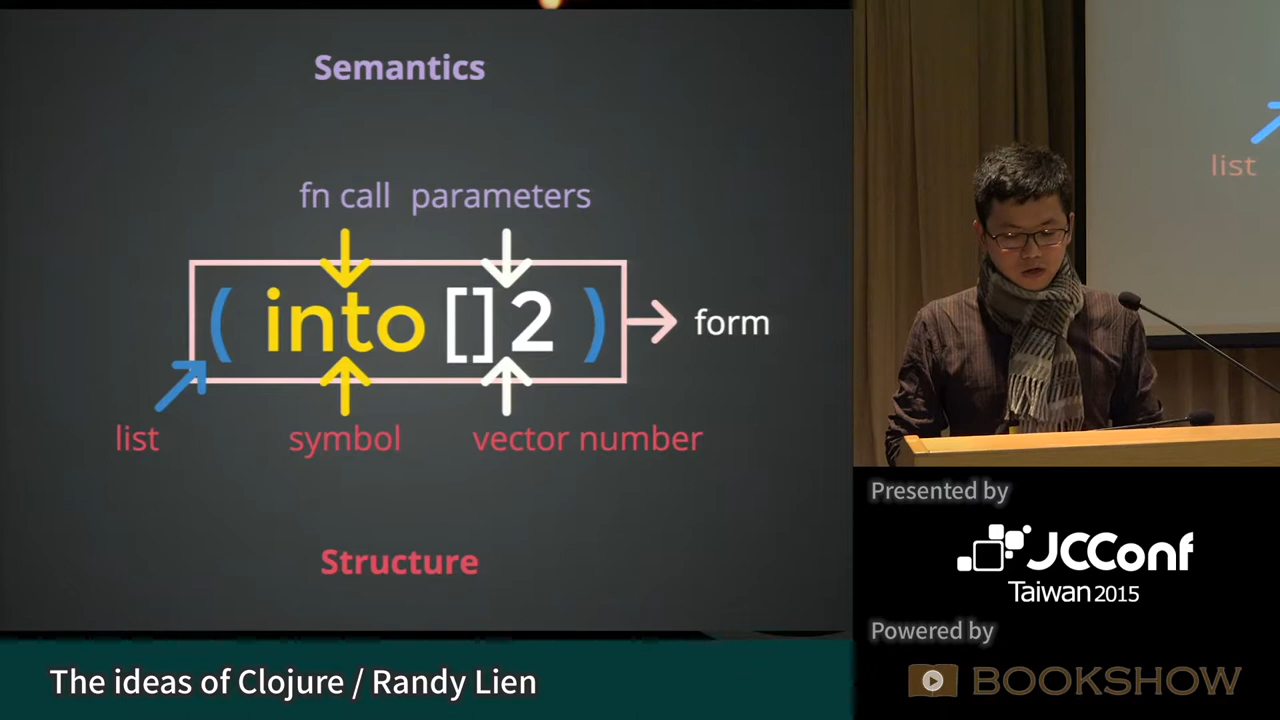 Semantics
fn call parameters
( into []2 )
form
list
symbol
vector number
Structure
list
Presented by
JCConf
Taiwan 2015
Powered by
BOOKSHOW
The ideas of Clojure / Randy Lien